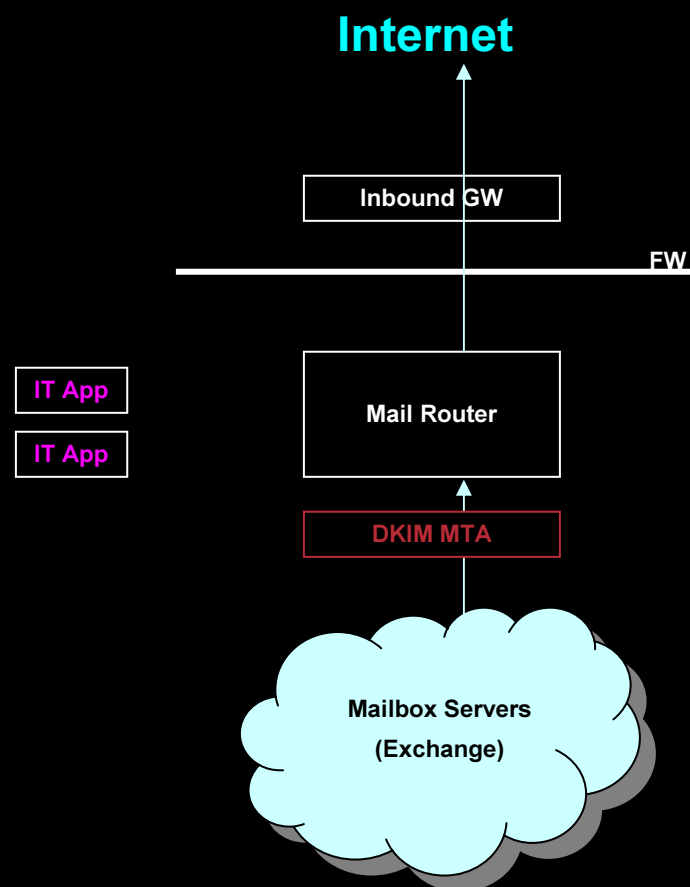 Internet
Inbound GW
FW
IT App
Mail Router
IT App
DKIM MTA
Mailbox Servers
(Exchange)